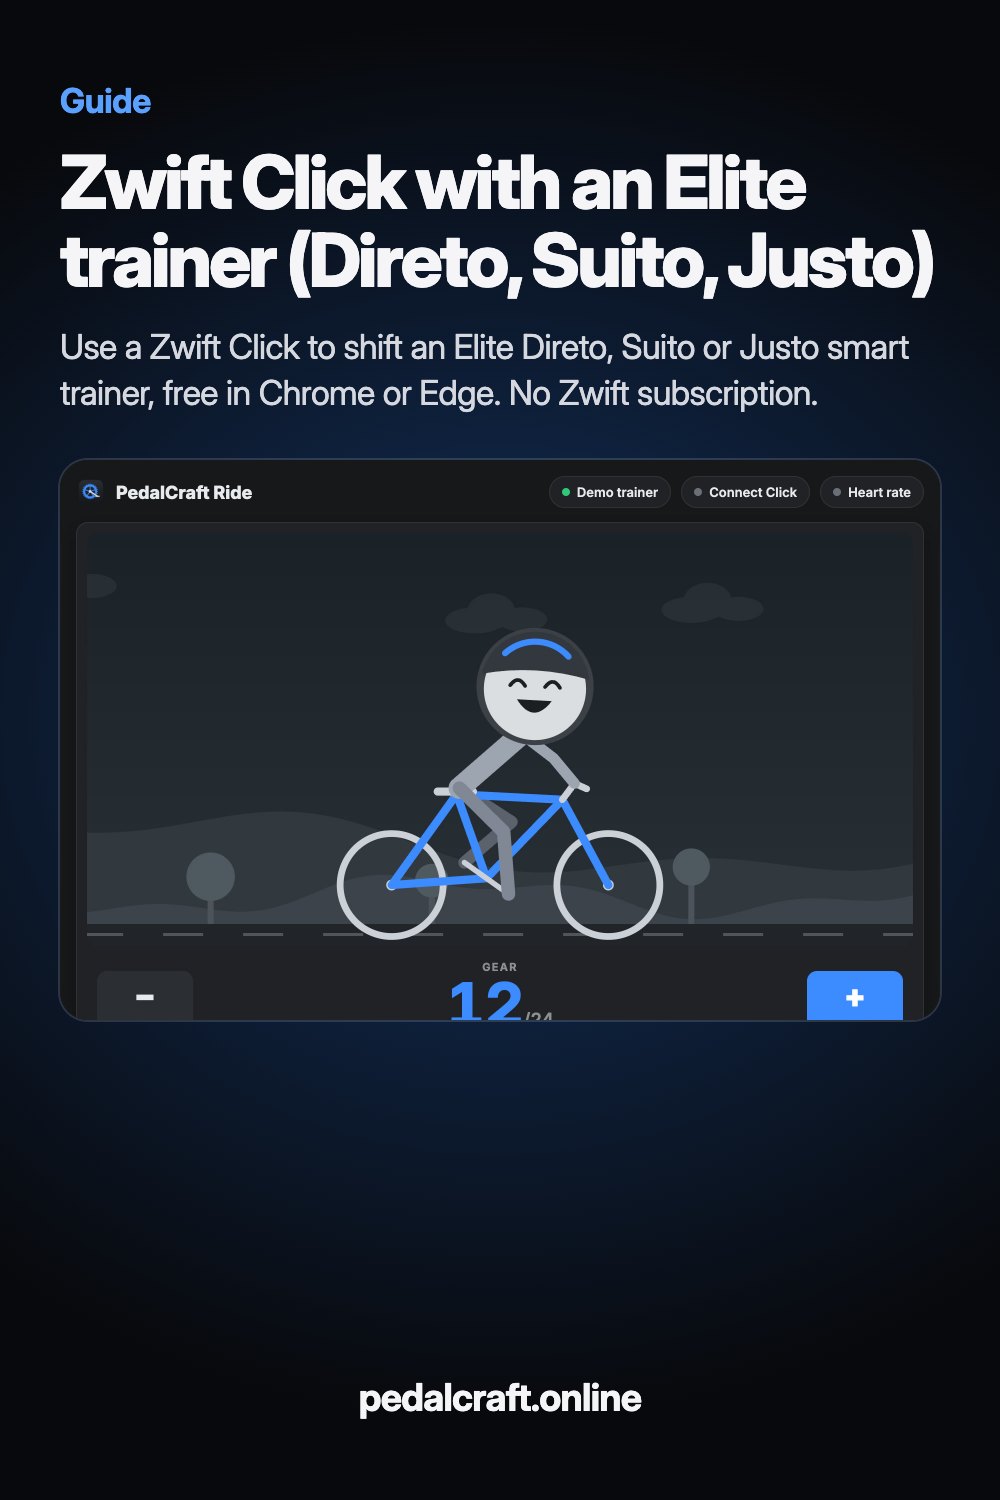 Guide
Zwift Click with an Elite
trainer (Direto, Suito, Justo)
Use a Zwift Click to shift an Elite Direto, Suito or Justo smart
trainer, free in Chrome or Edge. No Zwift subscription.
PedalCraft Ride
Demo trainer
Connect Click
Heart rate
GEAR
−
12/24
+
pedalcraft.online